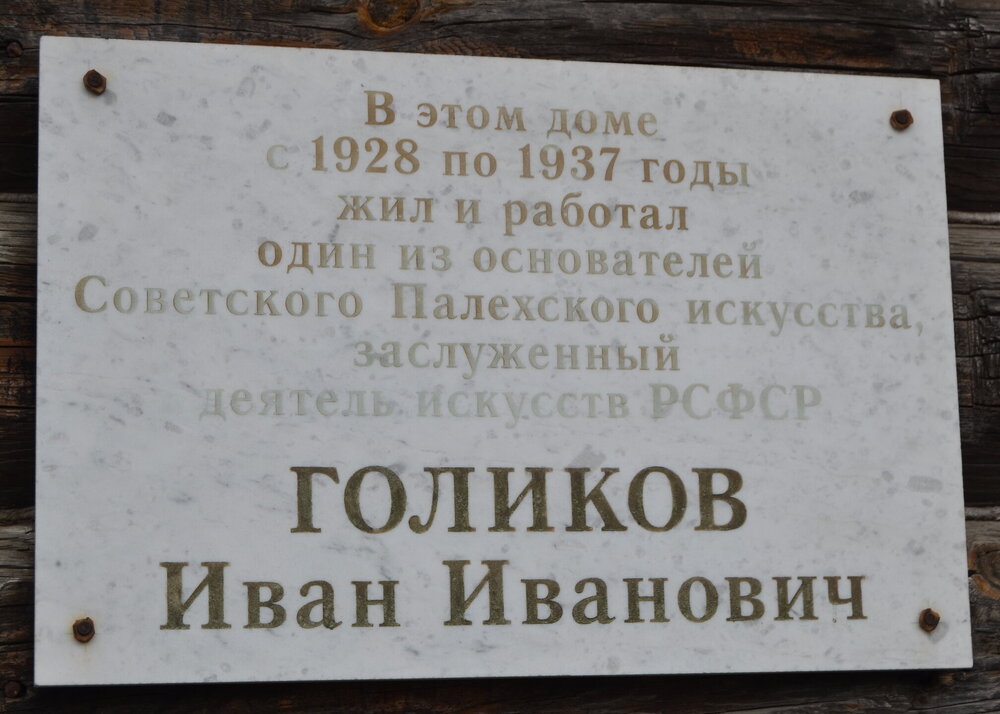 В этом доме
с 1928 по 1937 годы
жил и работал
один из основателей
Советского Палехского искусства,
заслуженный
деятель искусств РСФСР
ГОЛИКОВ
Иван Иванович